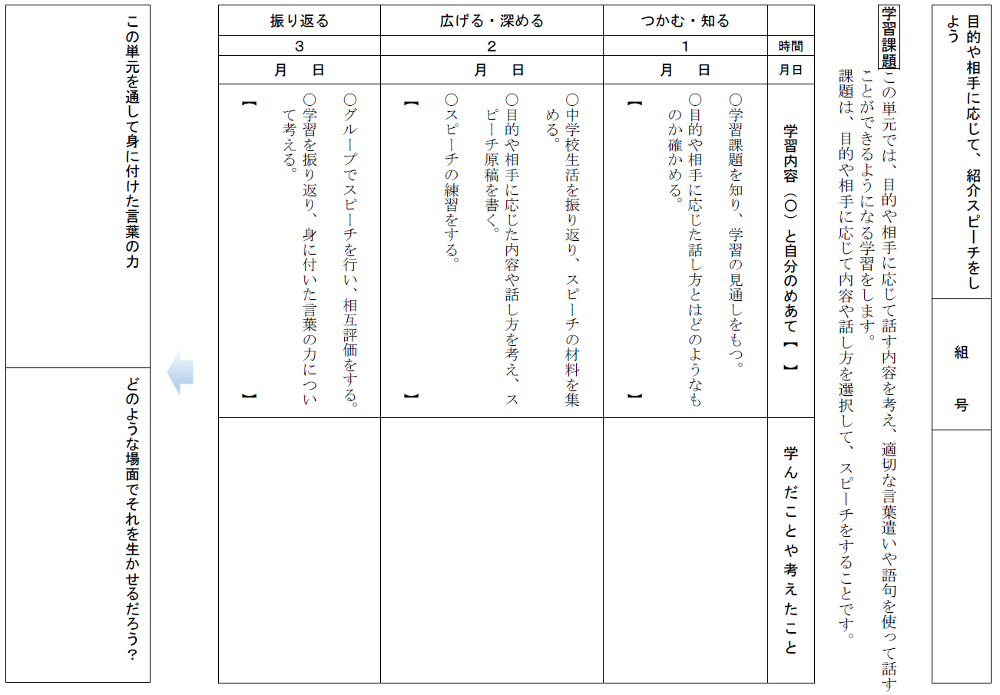 目的や相手に応じて、紹介スピーチをし
よう
組　号
学習課題
この単元では、目的や相手に応じて話す内容を考え、適切な言葉遣いや語句を使って話す
ことができるようになる学習をします。
課題は、目的や相手に応じて内容や話し方を選択して、スピーチをすることです。
時間
月日
学習内容（〇）と自分のめあて【　】
学んだことや考えたこと
つかむ・知る
1
月　日
〇学習課題を知り、学習の見通しをもつ。
〇目的や相手に応じた話し方とはどのようなも
のか確かめる。
【　】
広げる・深める
2
月　日
〇中学校生活を振り返り、スピーチの材料を集
める。
〇目的や相手に応じた内容や話し方を考え、ス
ピーチ原稿を書く。
〇スピーチの練習をする。
【　】
振り返る
3
月　日
〇グループでスピーチを行い、相互評価をする。
〇学習を振り返り、身に付いた言葉の力につい
て考える。
【　】
この単元を通して身に付けた言葉の力
どのような場面でそれを生かせるだろう？